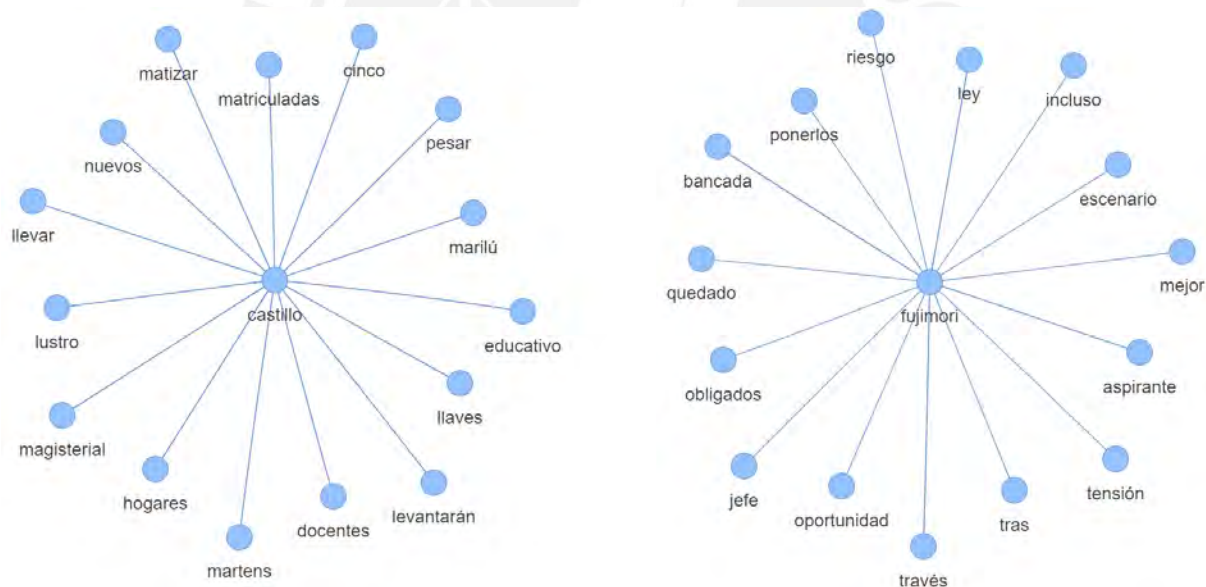 matizar
matriculadas
cinco
nuevos
pesar
llevar
marilú
castillo
lustro
educativo
llaves
magisterial
hogares
docentes
levantarán
martens
riesgo
ley
incluso
ponerlos
bancada
escenario
quedado
mejor
fujimori
obligados
aspirante
jefe
oportunidad
tras
tensión
través